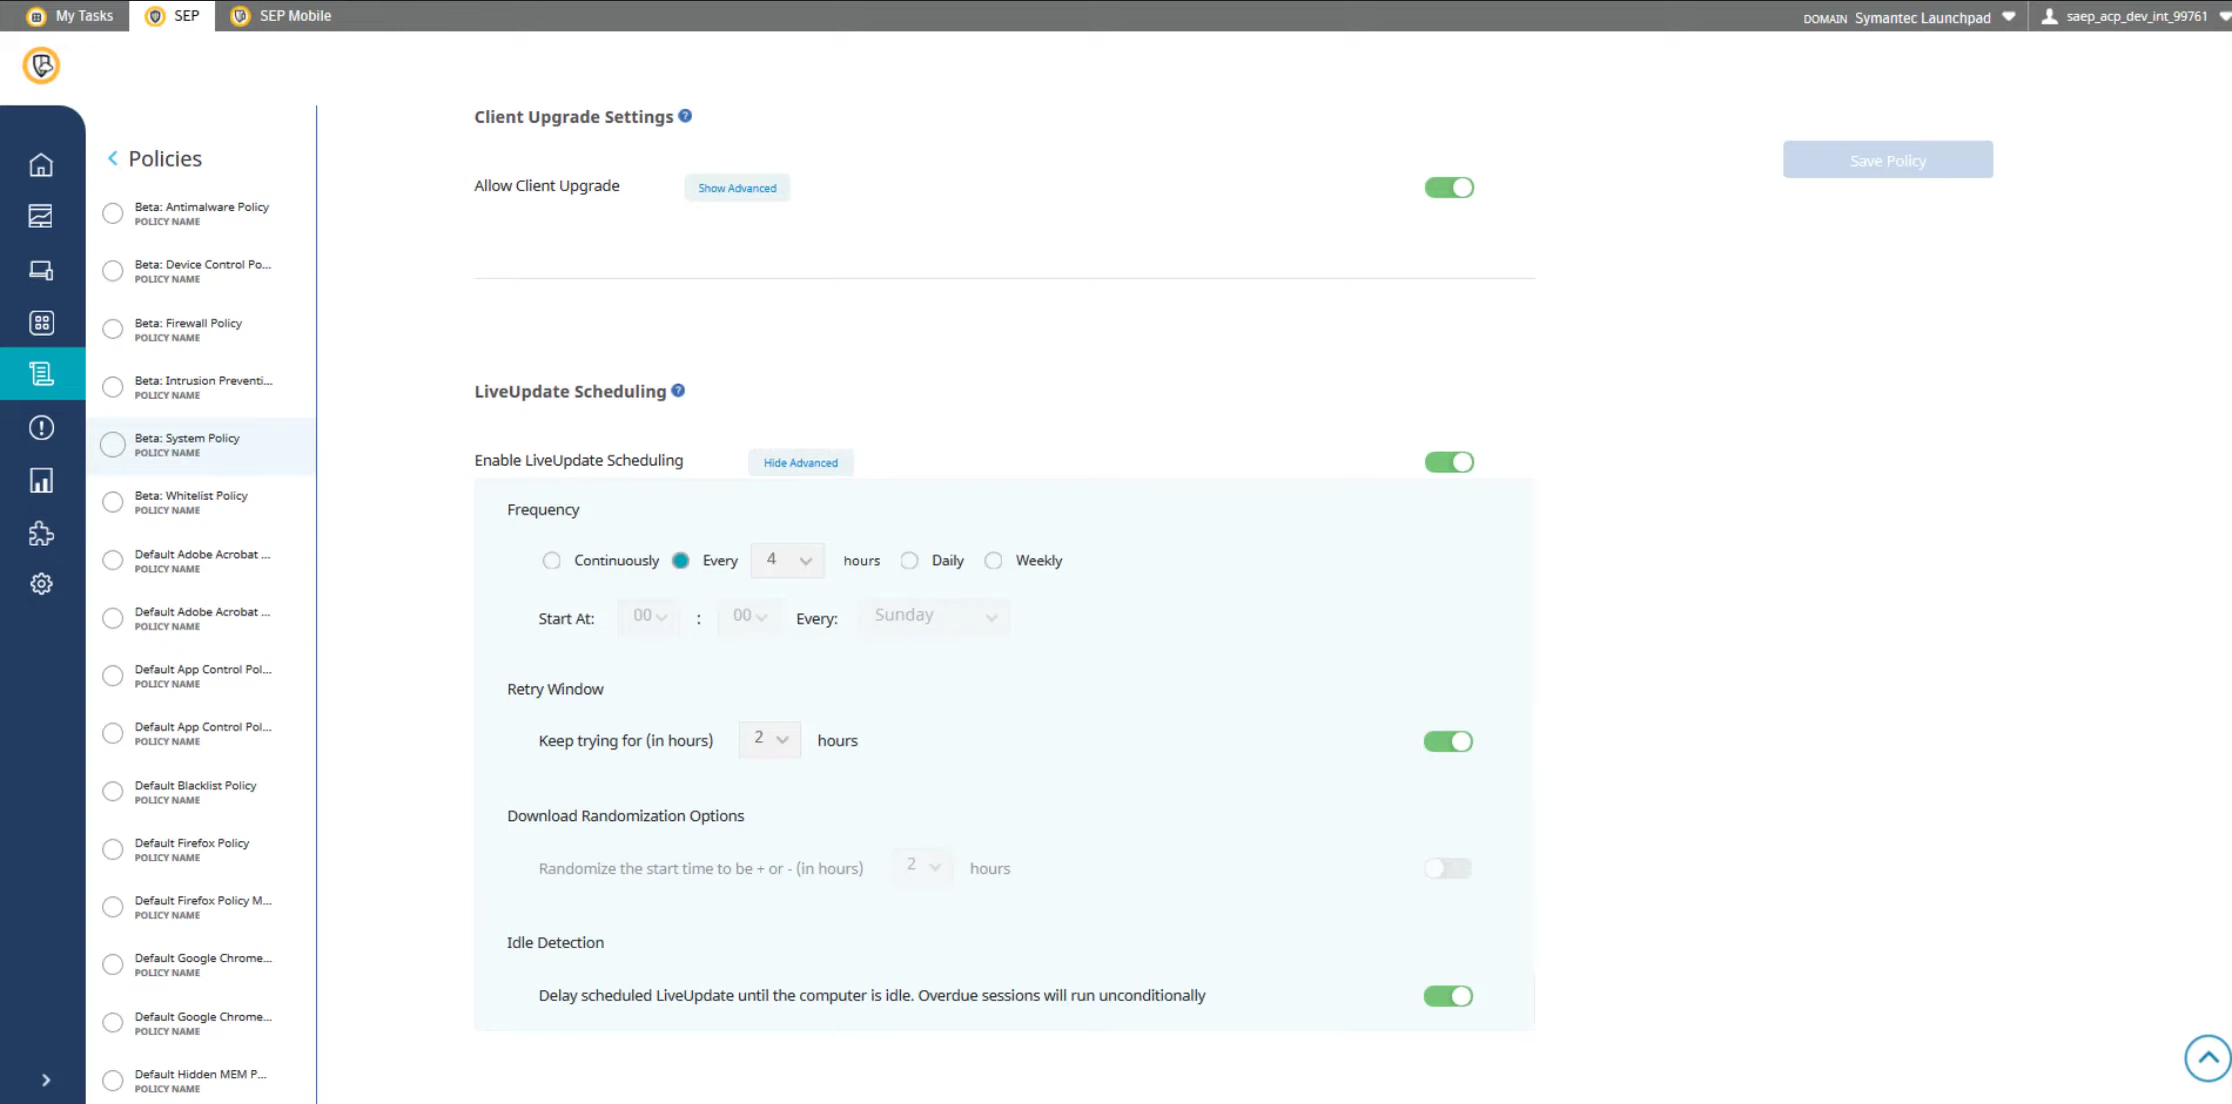 My Tasks
SEP
SEP Mobile
DOMAIN Symantec Launchpad
saep_acp_dev_int_99761
Policies
Beta: Antimalware Policy
POLICY NAME
Beta: Device Control Po...
POLICY NAME
Beta: Firewall Policy
POLICY NAME
Beta: Intrusion Preventi...
POLICY NAME
Beta: System Policy
POLICY NAME
Beta: Whitelist Policy
POLICY NAME
Default Adobe Acrobat ...
POLICY NAME
Default Adobe Acrobat ...
POLICY NAME
Default App Control Pol...
POLICY NAME
Default App Control Pol...
POLICY NAME
Default Blacklist Policy
POLICY NAME
Default Firefox Policy
POLICY NAME
Default Firefox Policy M...
POLICY NAME
Default Google Chrome...
POLICY NAME
Default Google Chrome...
POLICY NAME
Default Hidden MEM P...
POLICY NAME
Client Upgrade Settings ?
Save Policy
Allow Client Upgrade Show Advanced
LiveUpdate Scheduling ?
Enable LiveUpdate Scheduling Hide Advanced
Frequency
Continuously Every 4 hours Daily Weekly
Start At: 00 : 00 Every: Sunday
Retry Window
Keep trying for (in hours) 2 hours
Download Randomization Options
Randomize the start time to be + or - (in hours) 2 hours
Idle Detection
Delay scheduled LiveUpdate until the computer is idle. Overdue sessions will run unconditionally